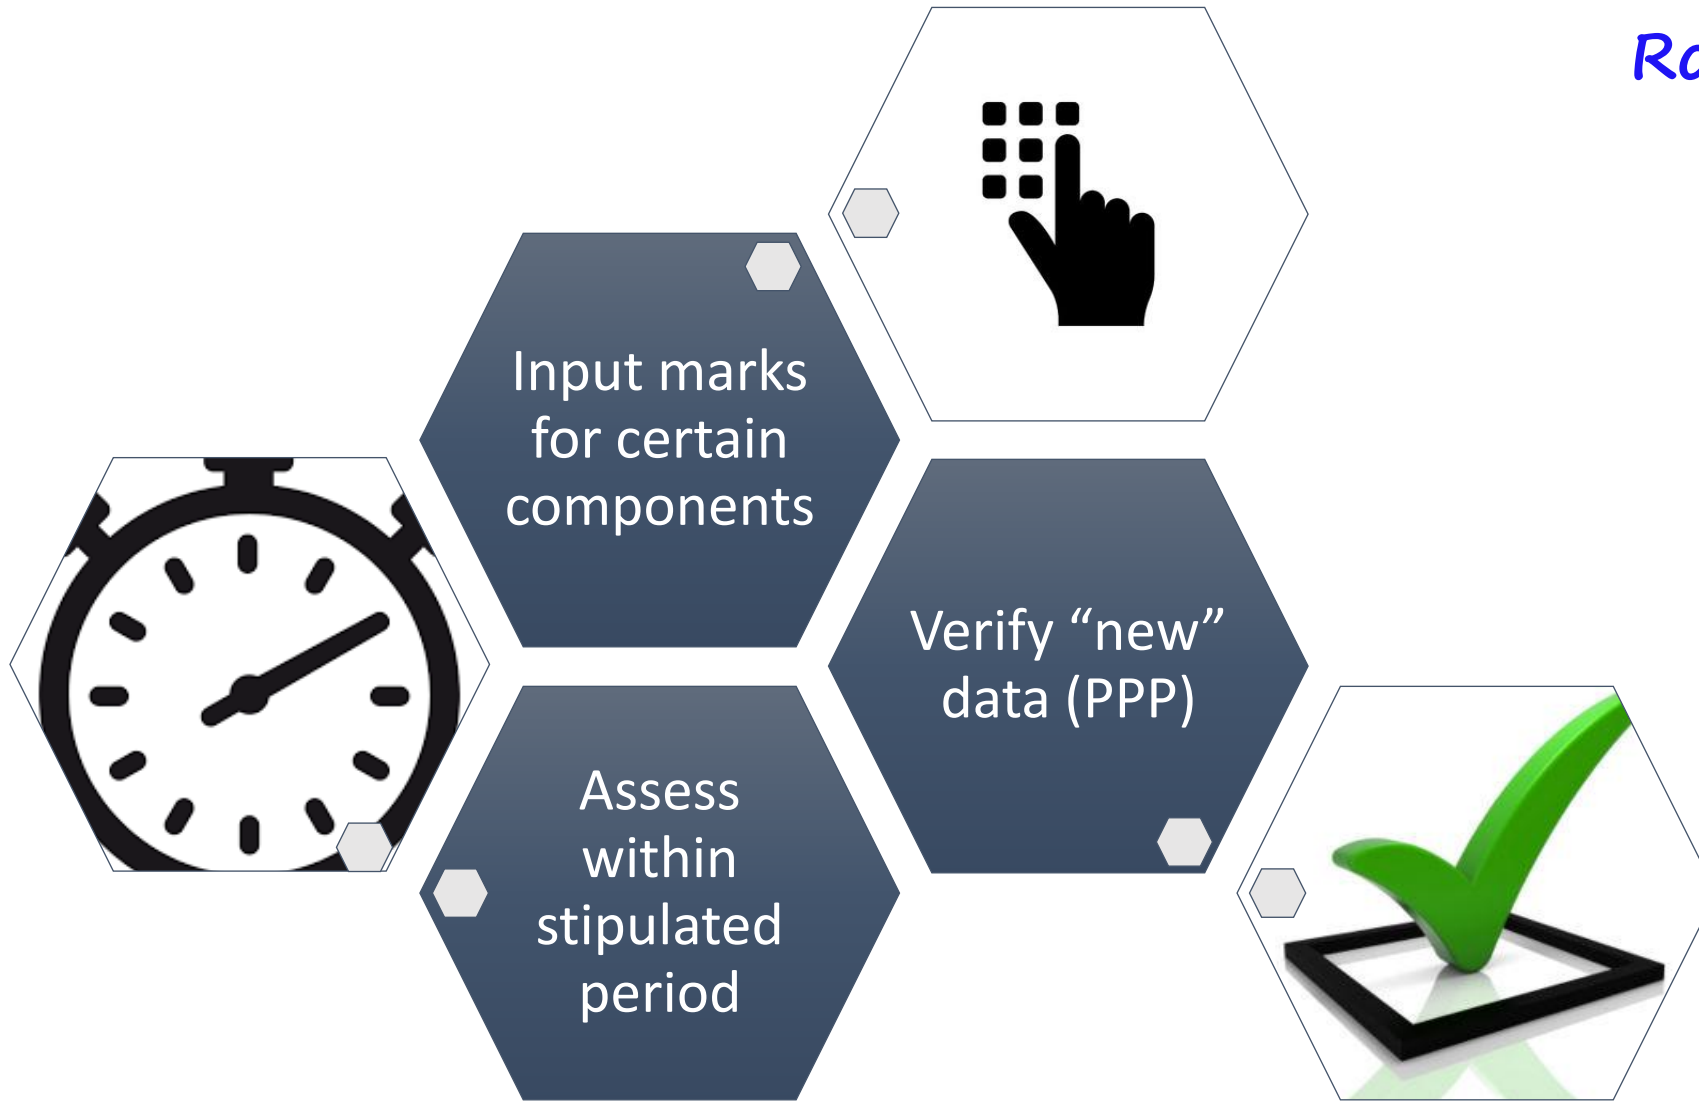 Input marks
for certain
components
Verify “new”
data (PPP)
Assess
within
stipulated
period